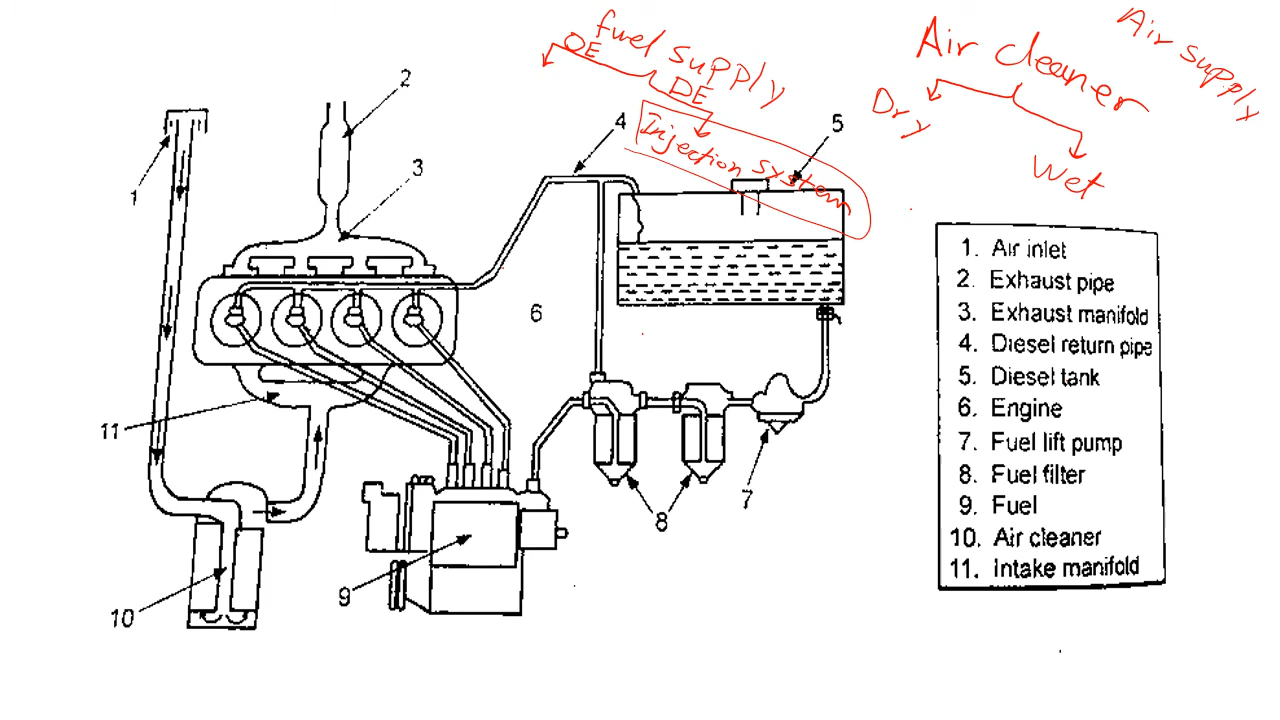 fuel supply
OE
DE
Injection system
Air cleaner
Dry
Wet
Air supply
2
1
3
4
5
6
11
7
8
9
10
1. Air inlet
2. Exhaust pipe
3. Exhaust manifold
4. Diesel return pipe
5. Diesel tank
6. Engine
7. Fuel lift pump
8. Fuel filter
9. Fuel
10. Air cleaner
11. Intake manifold